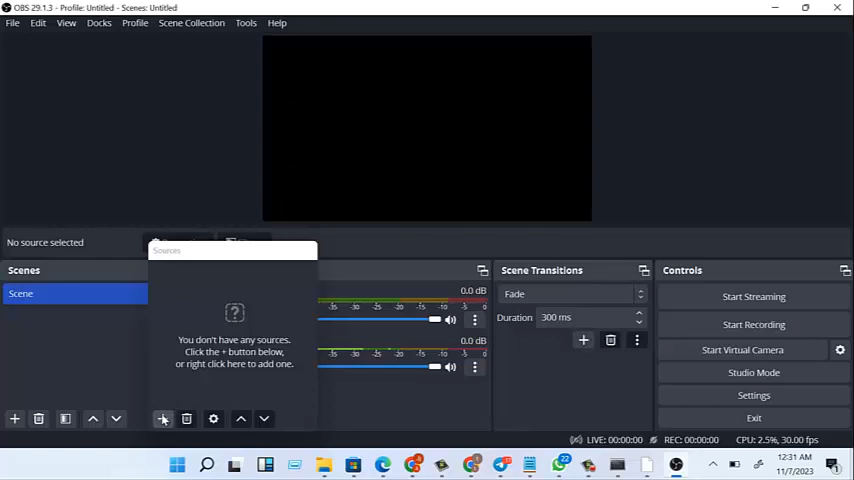 OBS 29.1.3 - Profile: Untitled - Scenes: Untitled
File Edit View Docks Profile Scene Collection Tools Help
No source selected
Scenes
Scene
Sources
?
You don't have any sources.
Click the + button below,
or right click here to add one.
0.0 dB
-35 -30 -25 -20 -15 -10 -5 0
0.0 dB
-35 -30 -25 -20 -15 -10 -5 0
Scene Transitions
Fade
Duration 300 ms
Controls
Start Streaming
Start Recording
Start Virtual Camera
Studio Mode
Settings
Exit
LIVE: 00:00:00 REC: 00:00:00 CPU: 2.5%, 30.00 fps
4
1
22
12:31 AM
11/7/2023
1